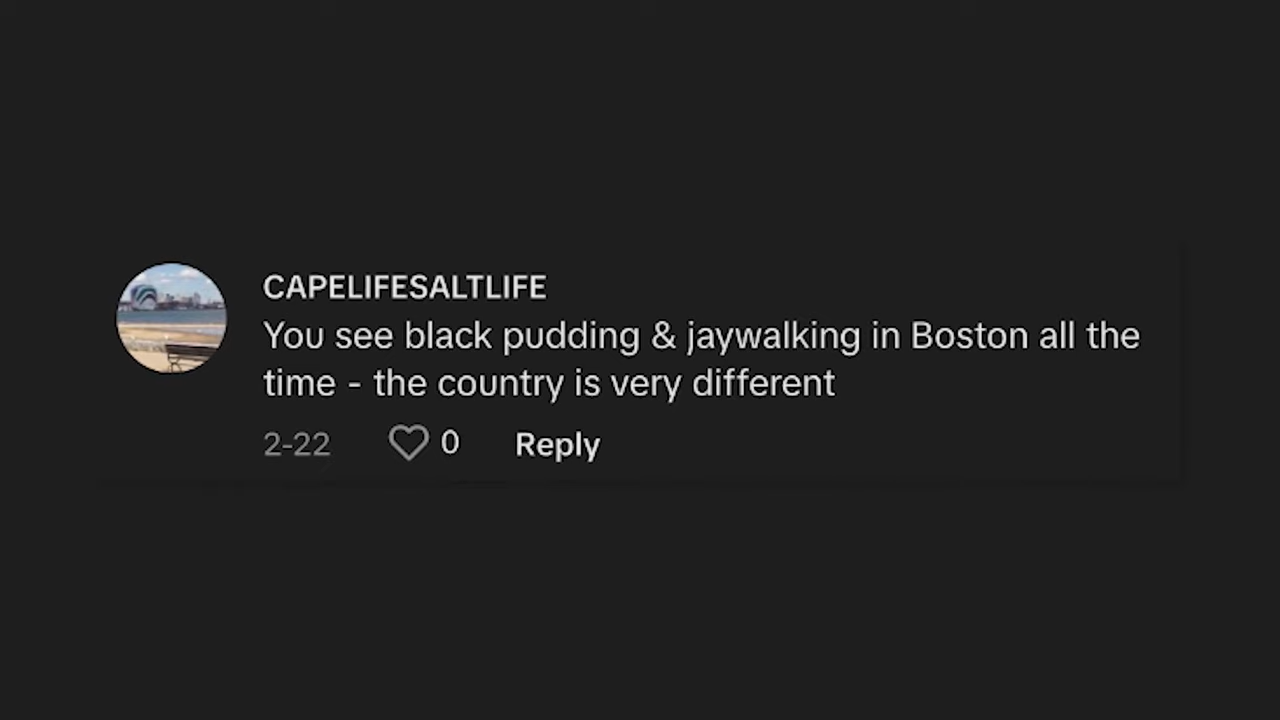 CAPELIFESALTLIFE
You see black pudding & jaywalking in Boston all the
time - the country is very different
2-22 0 Reply